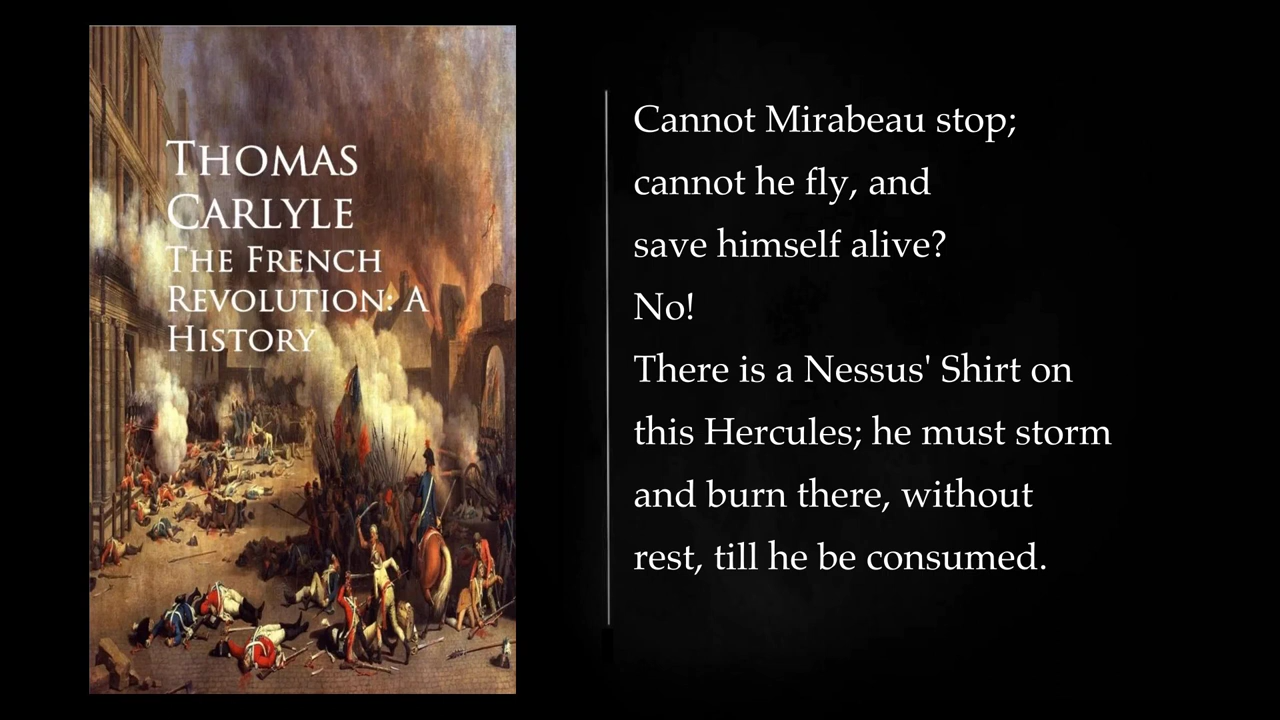 THOMAS
CARLYLE
THE FRENCH
REVOLUTION: A
HISTORY
Cannot Mirabeau stop;
cannot he fly, and
save himself alive?
No!
There is a Nessus' Shirt on
this Hercules; he must storm
and burn there, without
rest, till he be consumed.